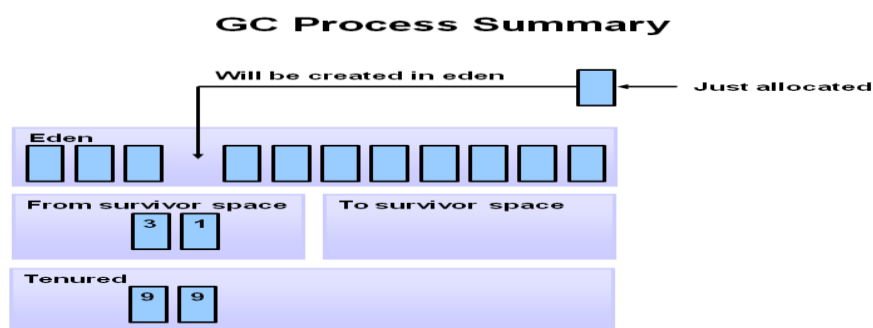 GC Process Summary
Will be created in eden
Just allocated
Eden
From survivor space
To survivor space
3 1
Tenured
9 9